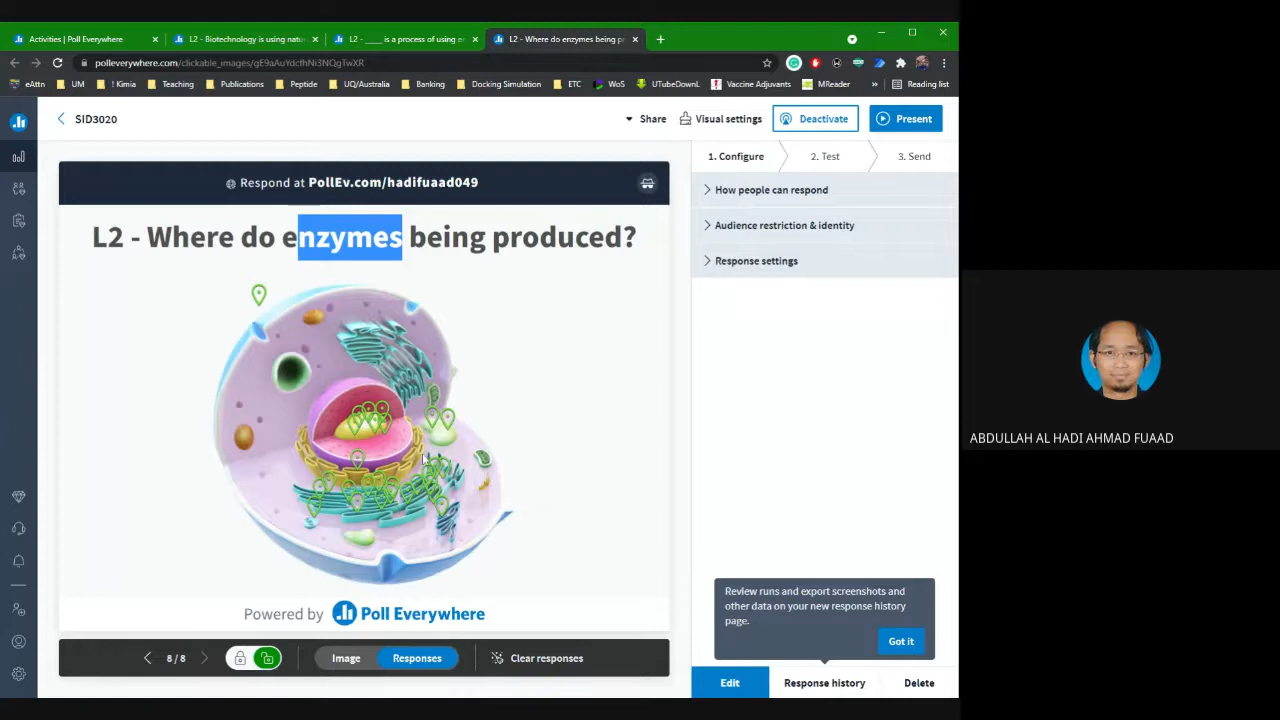 Activities | Poll Everywhere
L2 - Biotechnology is using natu
L2 - ____ is a process of using e
L2 - Where do enzymes being pr
polleverywhere.com/clickable_images/gE9aAuYdcfhNi3NQgTwXR
eAttn
UM
! Kimia
Teaching
Publications
Peptide
UQ/Australia
Banking
Docking Simulation
ETC
WoS
UTubeDownL
Vaccine Adjuvants
MReader
»
Reading list
SID3020
Share
Visual settings
Deactivate
Present
1. Configure
2. Test
3. Send
Respond at PollEv.com/hadifuaad049
How people can respond
Audience restriction & identity
Response settings
L2 - Where do enzymes being produced?
ABDULLAH AL HADI AHMAD FUAAD
Review runs and export screenshots and
other data on your new response history
page.
Got it
Powered by Poll Everywhere
8 / 8
Image
Responses
Clear responses
Edit
Response history
Delete